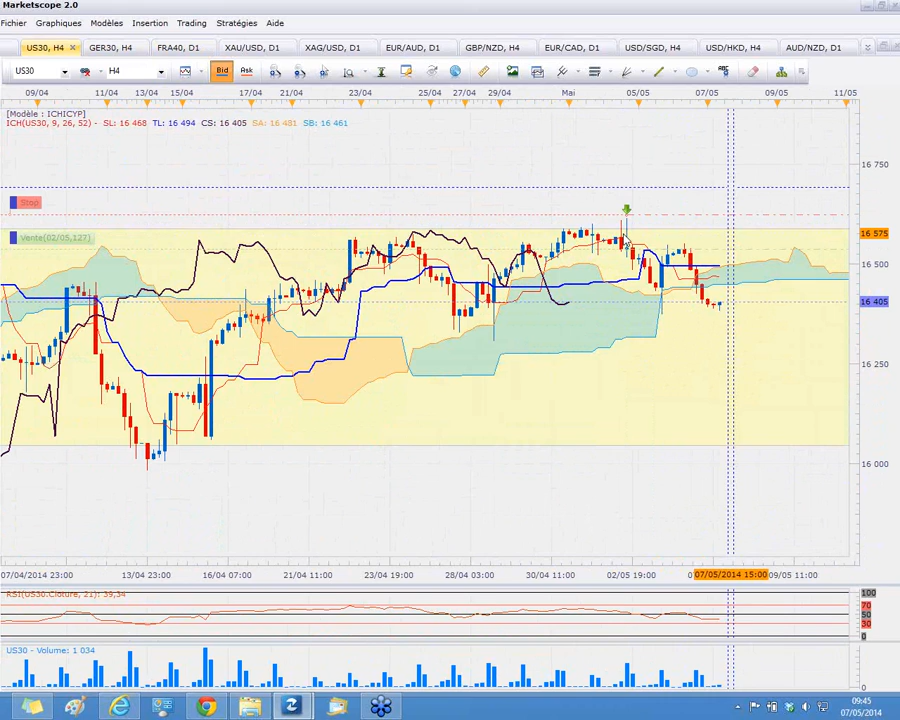 Marketscope 2.0
Fichier Graphiques Modèles Insertion Trading Stratégies Aide
US30, H4 GER30, H4 FRA40, D1 XAU/USD, D1 XAG/USD, D1 EUR/AUD, D1 GBP/NZD, H4 EUR/CAD, D1 USD/SGD, H4 USD/HKD, D1 AUD/NZD, D1
US30 H4 Bid Ask ABC
09/04 11/04 13/04 15/04 17/04 21/04 23/04 25/04 27/04 29/04 Mai 05/05 07/05 09/05 11/05
[Modèle : ICHICYP]
ICH(US30, 9, 26, 52) - SL: 16 468 TL: 16 494 CS: 16 405 SA: 16 481 SB: 16 461
16 750
Stop
Vente(02/05,127)
16 575
16 500
16 405
16 250
16 000
07/04/2014 23:00 13/04 23:00 16/04 07:00 21/04 11:00 23/04 19:00 28/04 03:00 30/04 11:00 02/05 19:00 07/05/2014 15:00 09/05 11:00
RSI(US30.Cloture, 21): 39,34
100
70
50
30
0
US30 - Volume: 1 034
0
09:45
07/05/2014